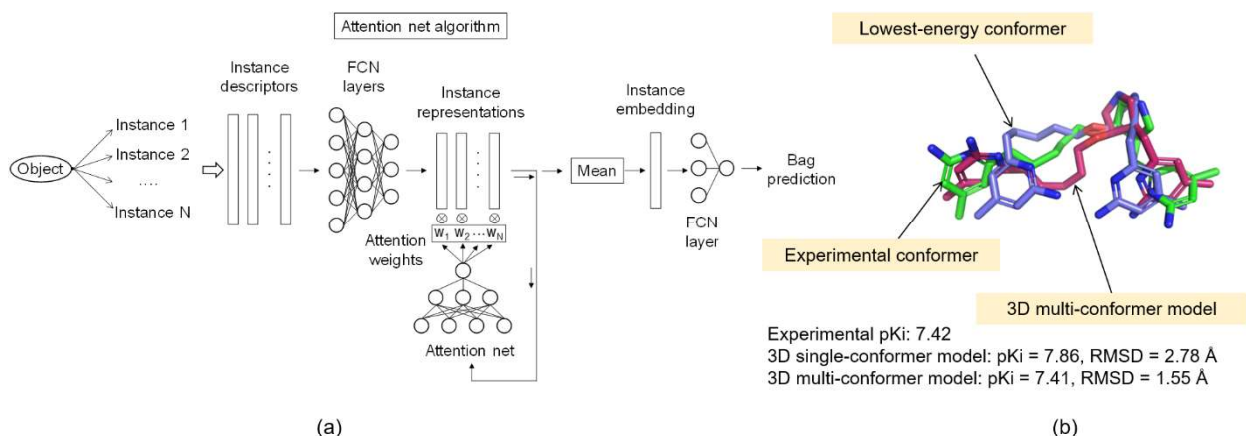 Attention net algorithm
Instance
descriptors
FCN
layers
Instance
representations
Instance
embedding
Object
Instance 1
Instance 2
....
Instance N
Mean
Bag
prediction
FCN
layer
⊗ ⊗ ⊗
W1 W2 ... WN
Attention
weights
Attention net
(a)
Lowest-energy conformer
Experimental conformer
3D multi-conformer model
Experimental pKi: 7.42
3D single-conformer model: pKi = 7.86, RMSD = 2.78 Å
3D multi-conformer model: pKi = 7.41, RMSD = 1.55 Å
(b)